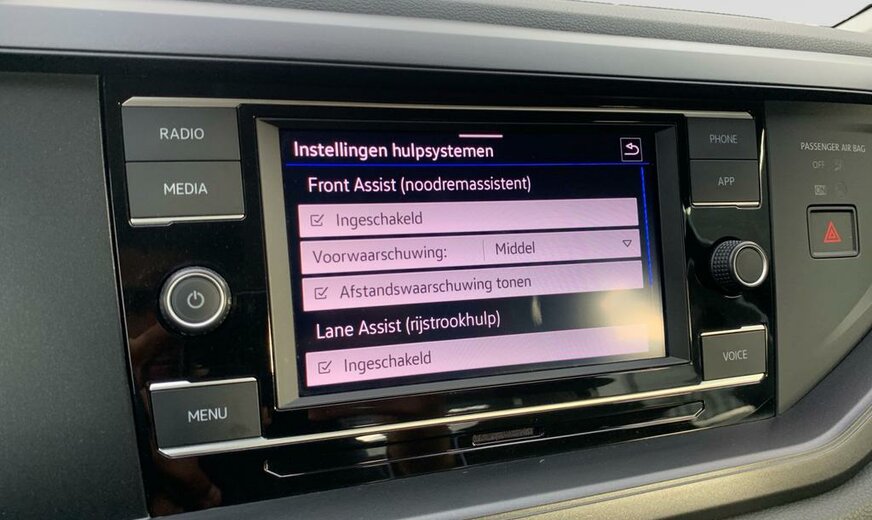 RADIO
MEDIA
MENU
Instellingen hulpsystemen
Front Assist (noodremassistent)
Ingeschakeld
Voorwaarschuwing: Middel
Afstandswaarschuwing tonen
Lane Assist (rijstrookhulp)
Ingeschakeld
PHONE
APP
VOICE
PASSENGER AIR BAG
OFF
ON